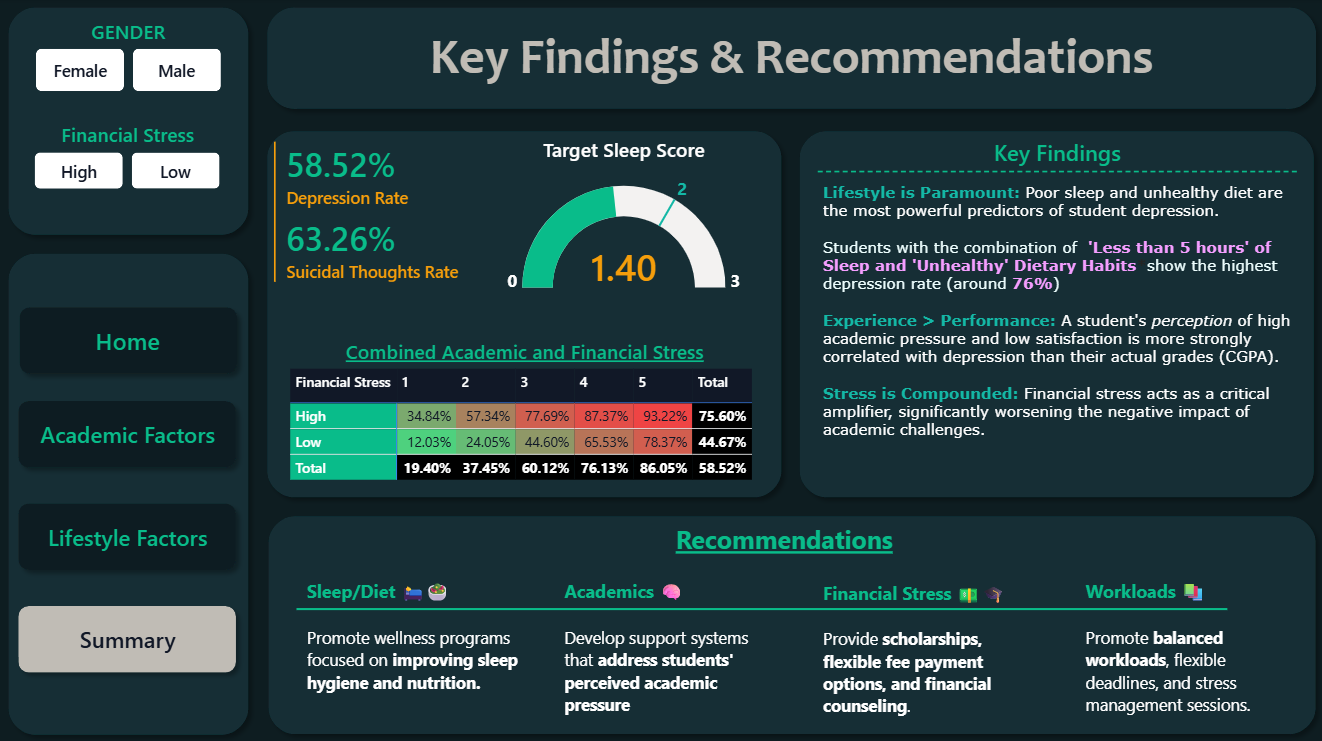 GENDER
Female
Male
Financial Stress
High
Low
Home
Academic Factors
Lifestyle Factors
Summary
Key Findings & Recommendations
58.52%
Depression Rate
63.26%
Suicidal Thoughts Rate
Target Sleep Score
2
0
1.40
3
Combined Academic and Financial Stress
Financial Stress 1 2 3 4 5 Total
High 34.84% 57.34% 77.69% 87.37% 93.22% 75.60%
Low 12.03% 24.05% 44.60% 65.53% 78.37% 44.67%
Total 19.40% 37.45% 60.12% 76.13% 86.05% 58.52%
Key Findings
Lifestyle is Paramount: Poor sleep and unhealthy diet are
the most powerful predictors of student depression.
Students with the combination of 'Less than 5 hours' of
Sleep and 'Unhealthy' Dietary Habits show the highest
depression rate (around 76%)
Experience > Performance: A student's perception of high
academic pressure and low satisfaction is more strongly
correlated with depression than their actual grades (CGPA).
Stress is Compounded: Financial stress acts as a critical
amplifier, significantly worsening the negative impact of
academic challenges.
Recommendations
Sleep/Diet
Promote wellness programs
focused on improving sleep
hygiene and nutrition.
Academics
Develop support systems
that address students'
perceived academic
pressure
Financial Stress
Provide scholarships,
flexible fee payment
options, and financial
counseling.
Workloads
Promote balanced
workloads, flexible
deadlines, and stress
management sessions.